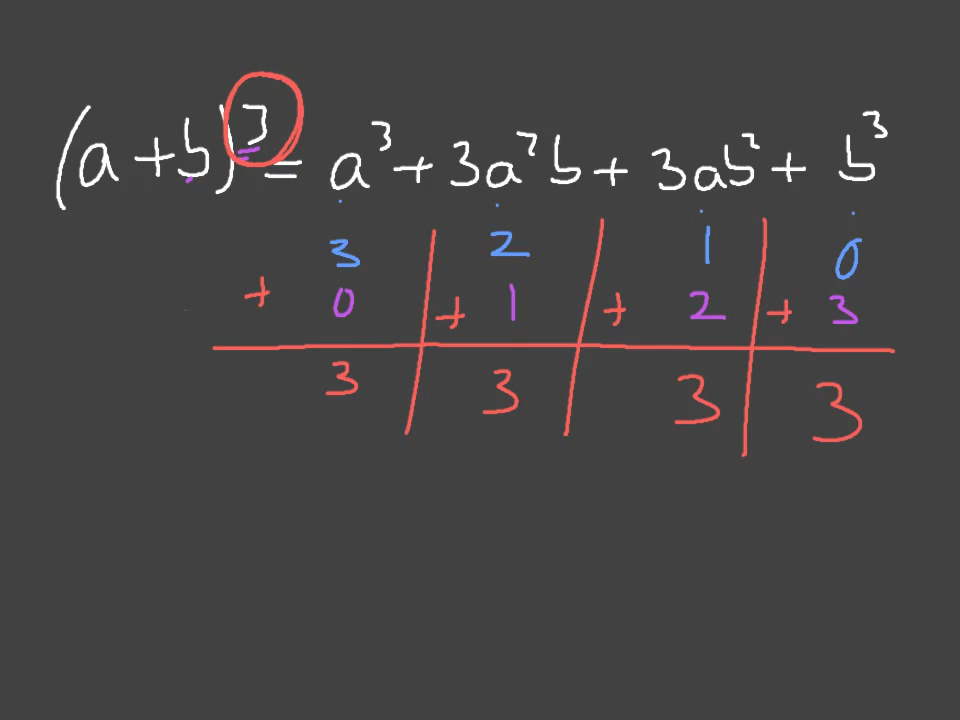 (a+b)³ = a³ + 3a²b + 3ab² + b³
3 2 1 0
+ 0 + 1 + 2 + 3
3 3 3 3